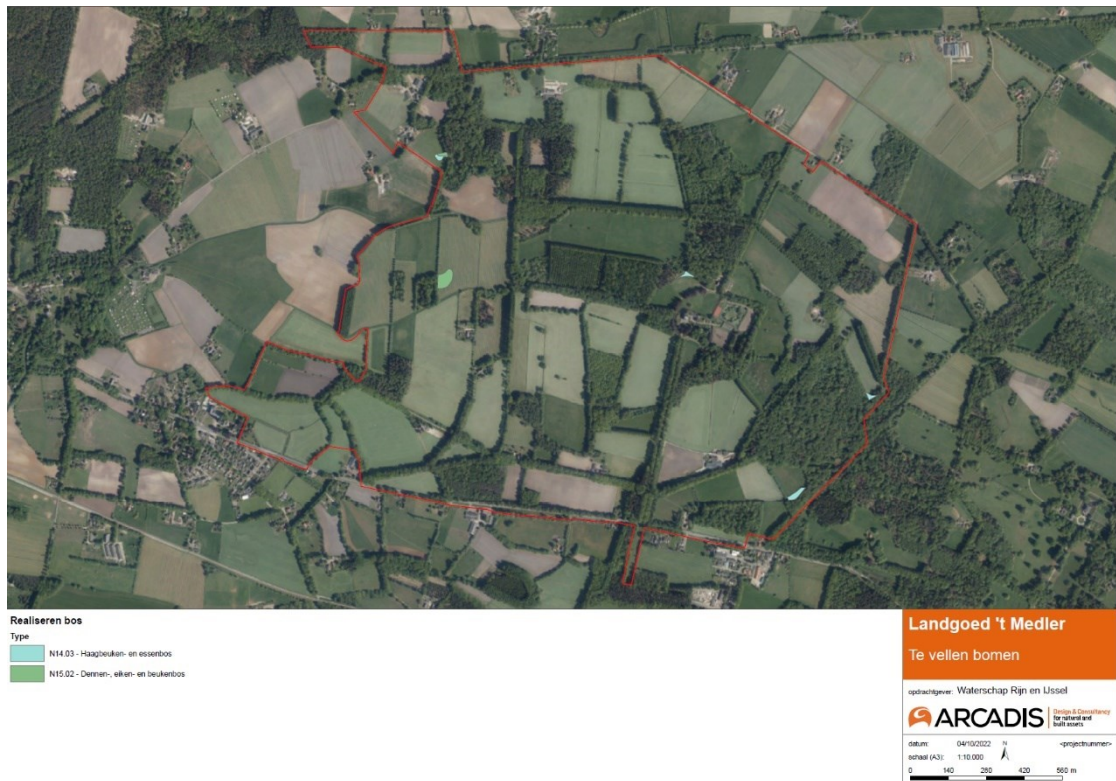 Realiseren bos
Type
N14.03 - Haagbeuken- en essenbos
N15.02 - Dennen-, eiken- en beukenbos
Landgoed 't Medler
Te vellen bomen
opdrachtgever: Waterschap Rijn en IJssel
ARCADIS
Design & Consultancy
for natural and
built assets
datum: 04/10/2022 N <projectnummer>
schaal (A3): 1:10.000
0 140 280 420 560 m